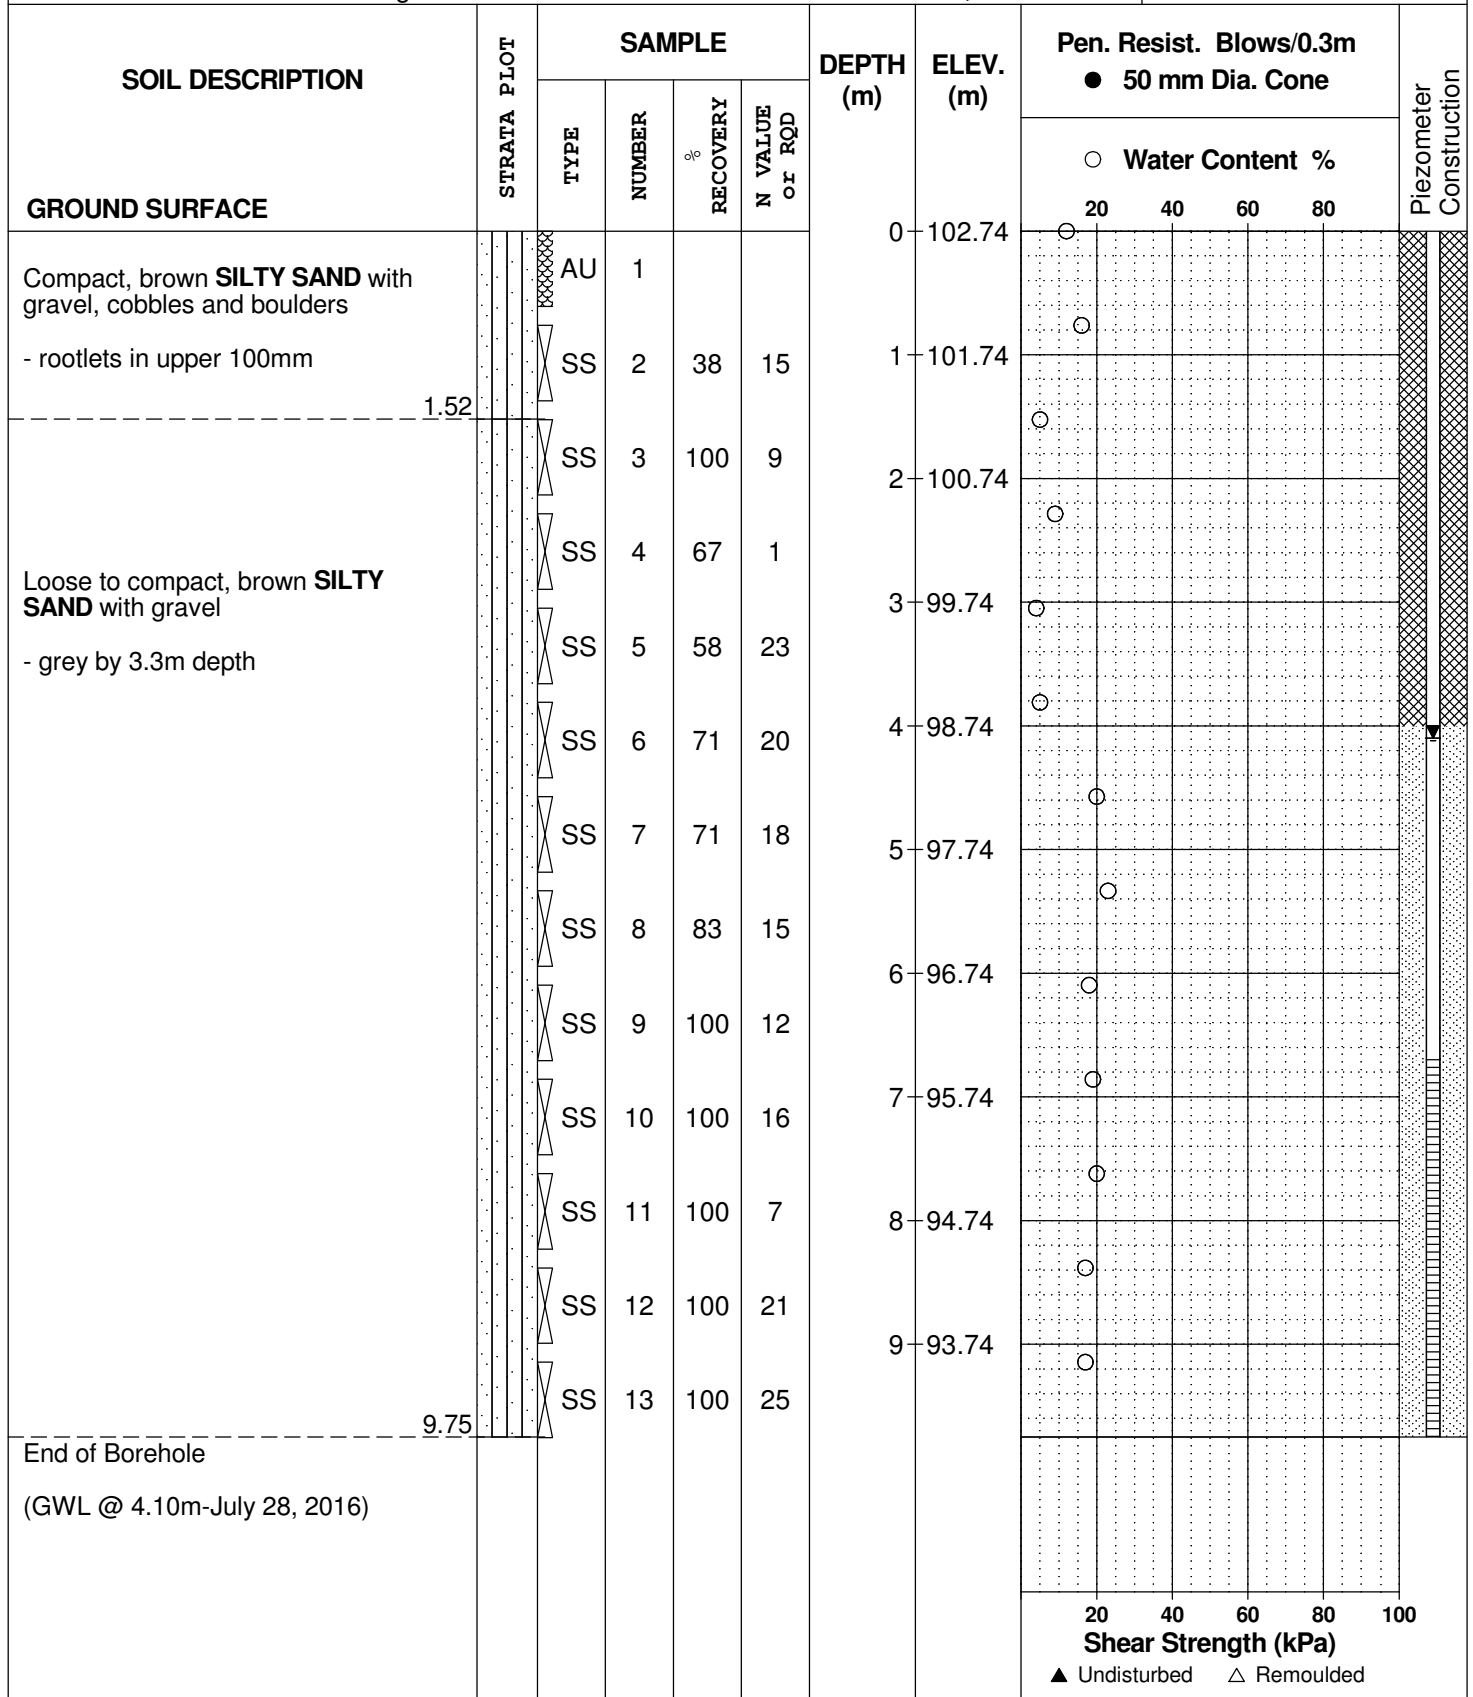 SOIL DESCRIPTION
GROUND SURFACE
STRATA PLOT
SAMPLE
TYPE
NUMBER
% RECOVERY
N VALUE or RQD
DEPTH (m)
ELEV. (m)
Pen. Resist. Blows/0.3m
● 50 mm Dia. Cone
○ Water Content %
20 40 60 80
Piezometer Construction
0 102.74
Compact, brown SILTY SAND with
gravel, cobbles and boulders
- rootlets in upper 100mm
1.52
AU 1
SS 2 38 15
1 101.74
SS 3 100 9
2 100.74
SS 4 67 1
Loose to compact, brown SILTY
SAND with gravel
- grey by 3.3m depth
3 99.74
SS 5 58 23
4 98.74
SS 6 71 20
SS 7 71 18
5 97.74
SS 8 83 15
6 96.74
SS 9 100 12
7 95.74
SS 10 100 16
SS 11 100 7
8 94.74
SS 12 100 21
9 93.74
SS 13 100 25
9.75
End of Borehole
(GWL @ 4.10m-July 28, 2016)
20 40 60 80 100
Shear Strength (kPa)
▲ Undisturbed △ Remoulded